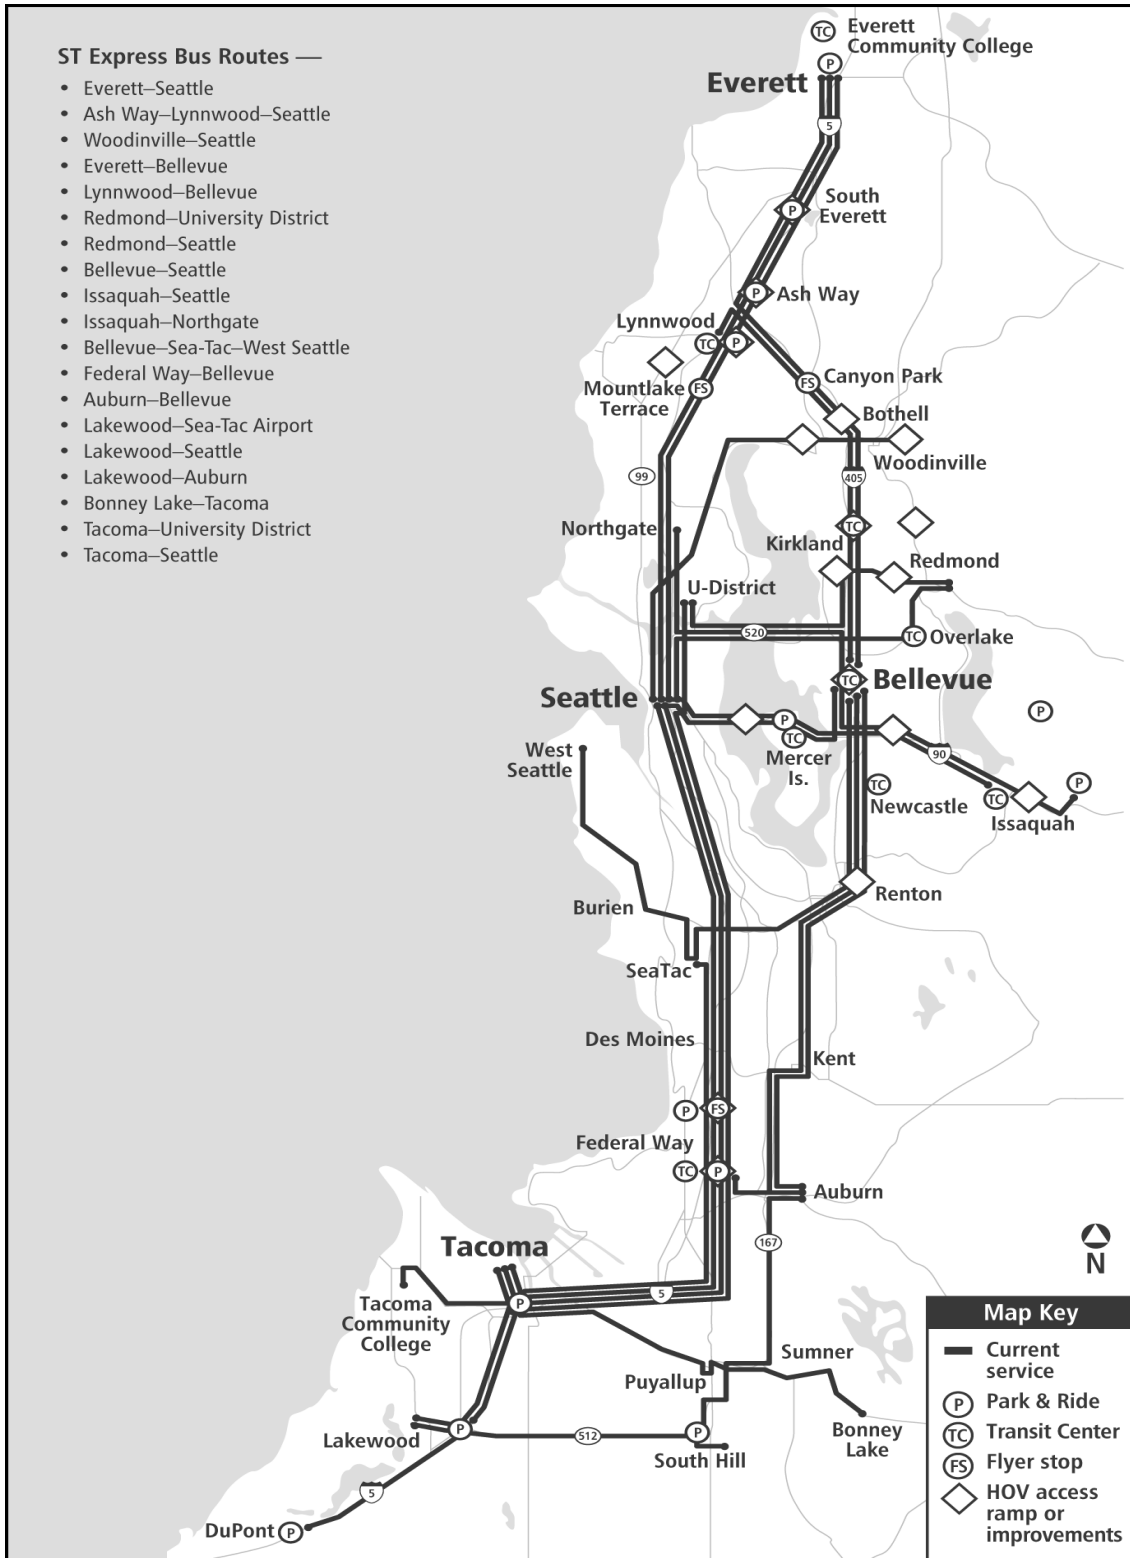 ST Express Bus Routes —
• Everett–Seattle
• Ash Way–Lynnwood–Seattle
• Woodinville–Seattle
• Everett–Bellevue
• Lynnwood–Bellevue
• Redmond–University District
• Redmond–Seattle
• Bellevue–Seattle
• Issaquah–Seattle
• Issaquah–Northgate
• Bellevue–Sea-Tac–West Seattle
• Federal Way–Bellevue
• Auburn–Bellevue
• Lakewood–Sea-Tac Airport
• Lakewood–Seattle
• Lakewood–Auburn
• Bonney Lake–Tacoma
• Tacoma–University District
• Tacoma–Seattle
TC Everett
Community College
P
Everett
5
South
Everett
P
P Ash Way
Lynnwood
TC P
FS Canyon Park
Mountlake
Terrace
FS
Bothell
Woodinville
99
405
Northgate
TC
Kirkland
Redmond
U-District
520
TC Overlake
TC Bellevue
Seattle
P
P
TC
Mercer
Is.
West
Seattle
90
TC
Newcastle
P
TC
Issaquah
Renton
Burien
SeaTac
Des Moines
Kent
P FS
Federal Way
TC P
Auburn
167
Tacoma
N
5
P
Tacoma
Community
College
Sumner
Puyallup
Bonney
Lake
Lakewood
P
512
P
South Hill
5
DuPont P
Map Key
Current
service
P Park & Ride
TC Transit Center
FS Flyer stop
HOV access
ramp or
improvements